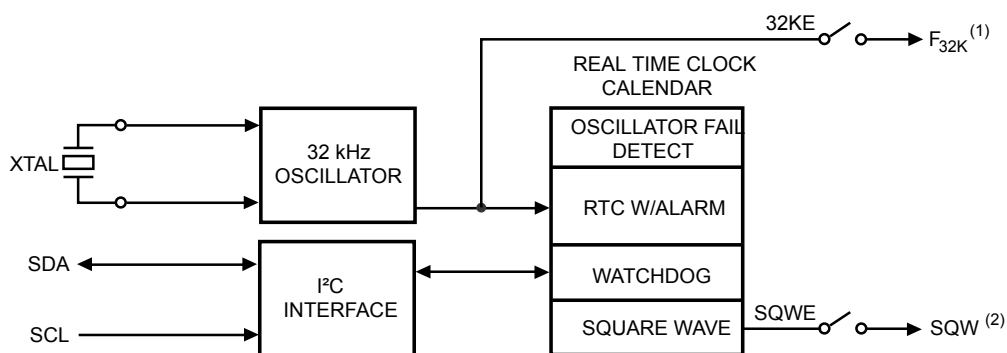 32KE
F32K (1)
REAL TIME CLOCK
CALENDAR
OSCILLATOR FAIL
DETECT
XTAL
32 kHz
OSCILLATOR
RTC W/ALARM
SDA
I²C
INTERFACE
WATCHDOG
SCL
SQUARE WAVE
SQWE
SQW (2)